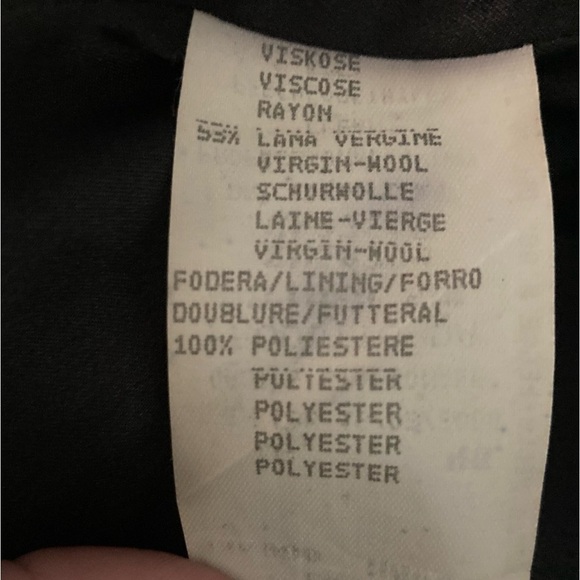 VISKOSE
VISCOSE
RAYON
53% LANA VERGINE
VIRGIN-WOOL
SCHURWOLLE
LAINE-VIERGE
VIRGIN-WOOL
FODERA/LINING/FORRO
DOUBLURE/FUTTERAL
100% POLIESTERE
POLYESTER
POLYESTER
POLYESTER
POLYESTER